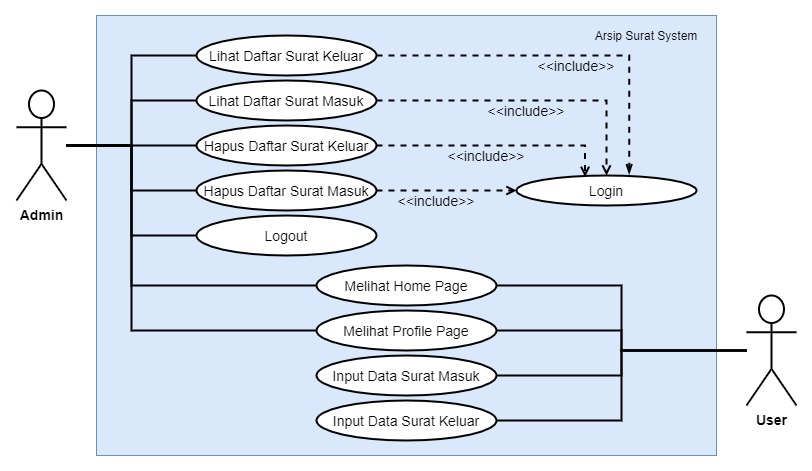 Arsip Surat System
Lihat Daftar Surat Keluar
<<include>>
Lihat Daftar Surat Masuk
<<include>>
Hapus Daftar Surat Keluar
<<include>>
Hapus Daftar Surat Masuk
<<include>>
Login
Admin
Logout
Melihat Home Page
Melihat Profile Page
Input Data Surat Masuk
Input Data Surat Keluar
User